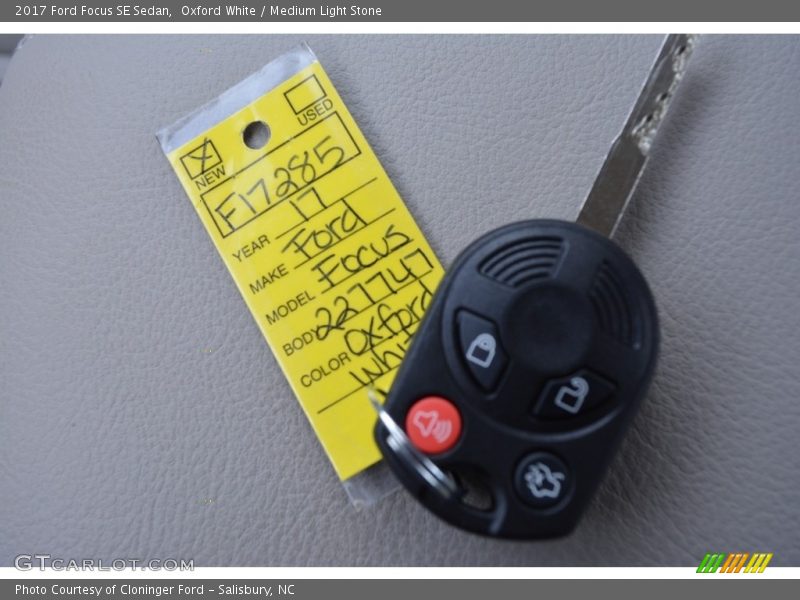 2017 Ford Focus SE Sedan,  Oxford White / Medium Light Stone
NEW
USED
F17285
YEAR 17
MAKE Ford
MODEL Focus
BODY 227747
COLOR Oxford
GTcarlot.com
Photo Courtesy of Cloninger Ford – Salisbury, NC